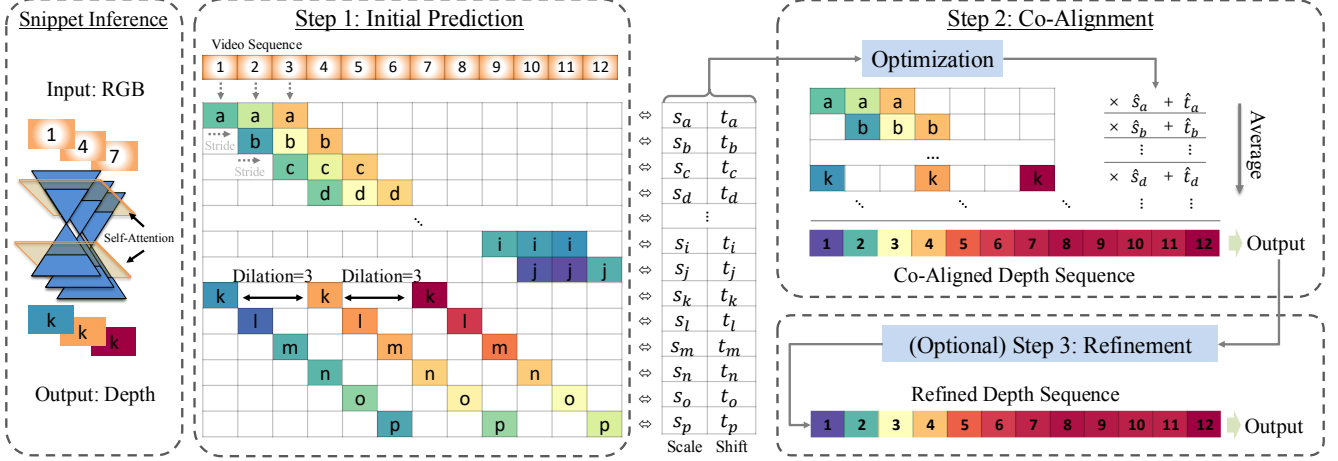 Snippet Inference
Input: RGB
1
4
7
Self-Attention
k
k
k
Output: Depth
Step 1: Initial Prediction
Video Sequence
1 2 3 4 5 6 7 8 9 10 11 12
a a a
Stride
b b b
Stride
c c c
d d d
⋱
i i i
j j j
Dilation=3 Dilation=3
k k k
l l l
m m m
n n n
o o o
p p p
⇔ s_a t_a
⇔ s_b t_b
⇔ s_c t_c
⇔ s_d t_d
⇔ ⋮
⇔ s_i t_i
⇔ s_j t_j
⇔ s_k t_k
⇔ s_l t_l
⇔ s_m t_m
⇔ s_n t_n
⇔ s_o t_o
⇔ s_p t_p
Scale Shift
Step 2: Co-Alignment
Optimization
a a a × ŝ_a + t̂_a
b b b × ŝ_b + t̂_b
... ⋮ ⋮
k k k × ŝ_d + t̂_d
⋱ ⋱ ⋱ ⋮ ⋮
Average
1 2 3 4 5 6 7 8 9 10 11 12 Output
Co-Aligned Depth Sequence
(Optional) Step 3: Refinement
Refined Depth Sequence
1 2 3 4 5 6 7 8 9 10 11 12 Output